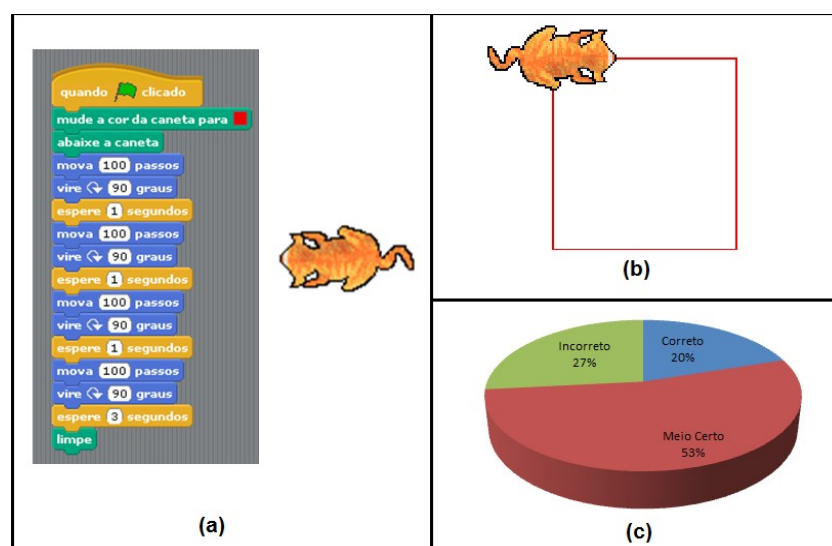 quando clicado
mude a cor da caneta para
abaixe a caneta
mova 100 passos
vire 90 graus
espere 1 segundos
mova 100 passos
vire 90 graus
espere 1 segundos
mova 100 passos
vire 90 graus
espere 1 segundos
mova 100 passos
vire 90 graus
espere 3 segundos
limpe
(a)
(b)
Incorreto
27%
Correto
20%
Meio Certo
53%
(c)